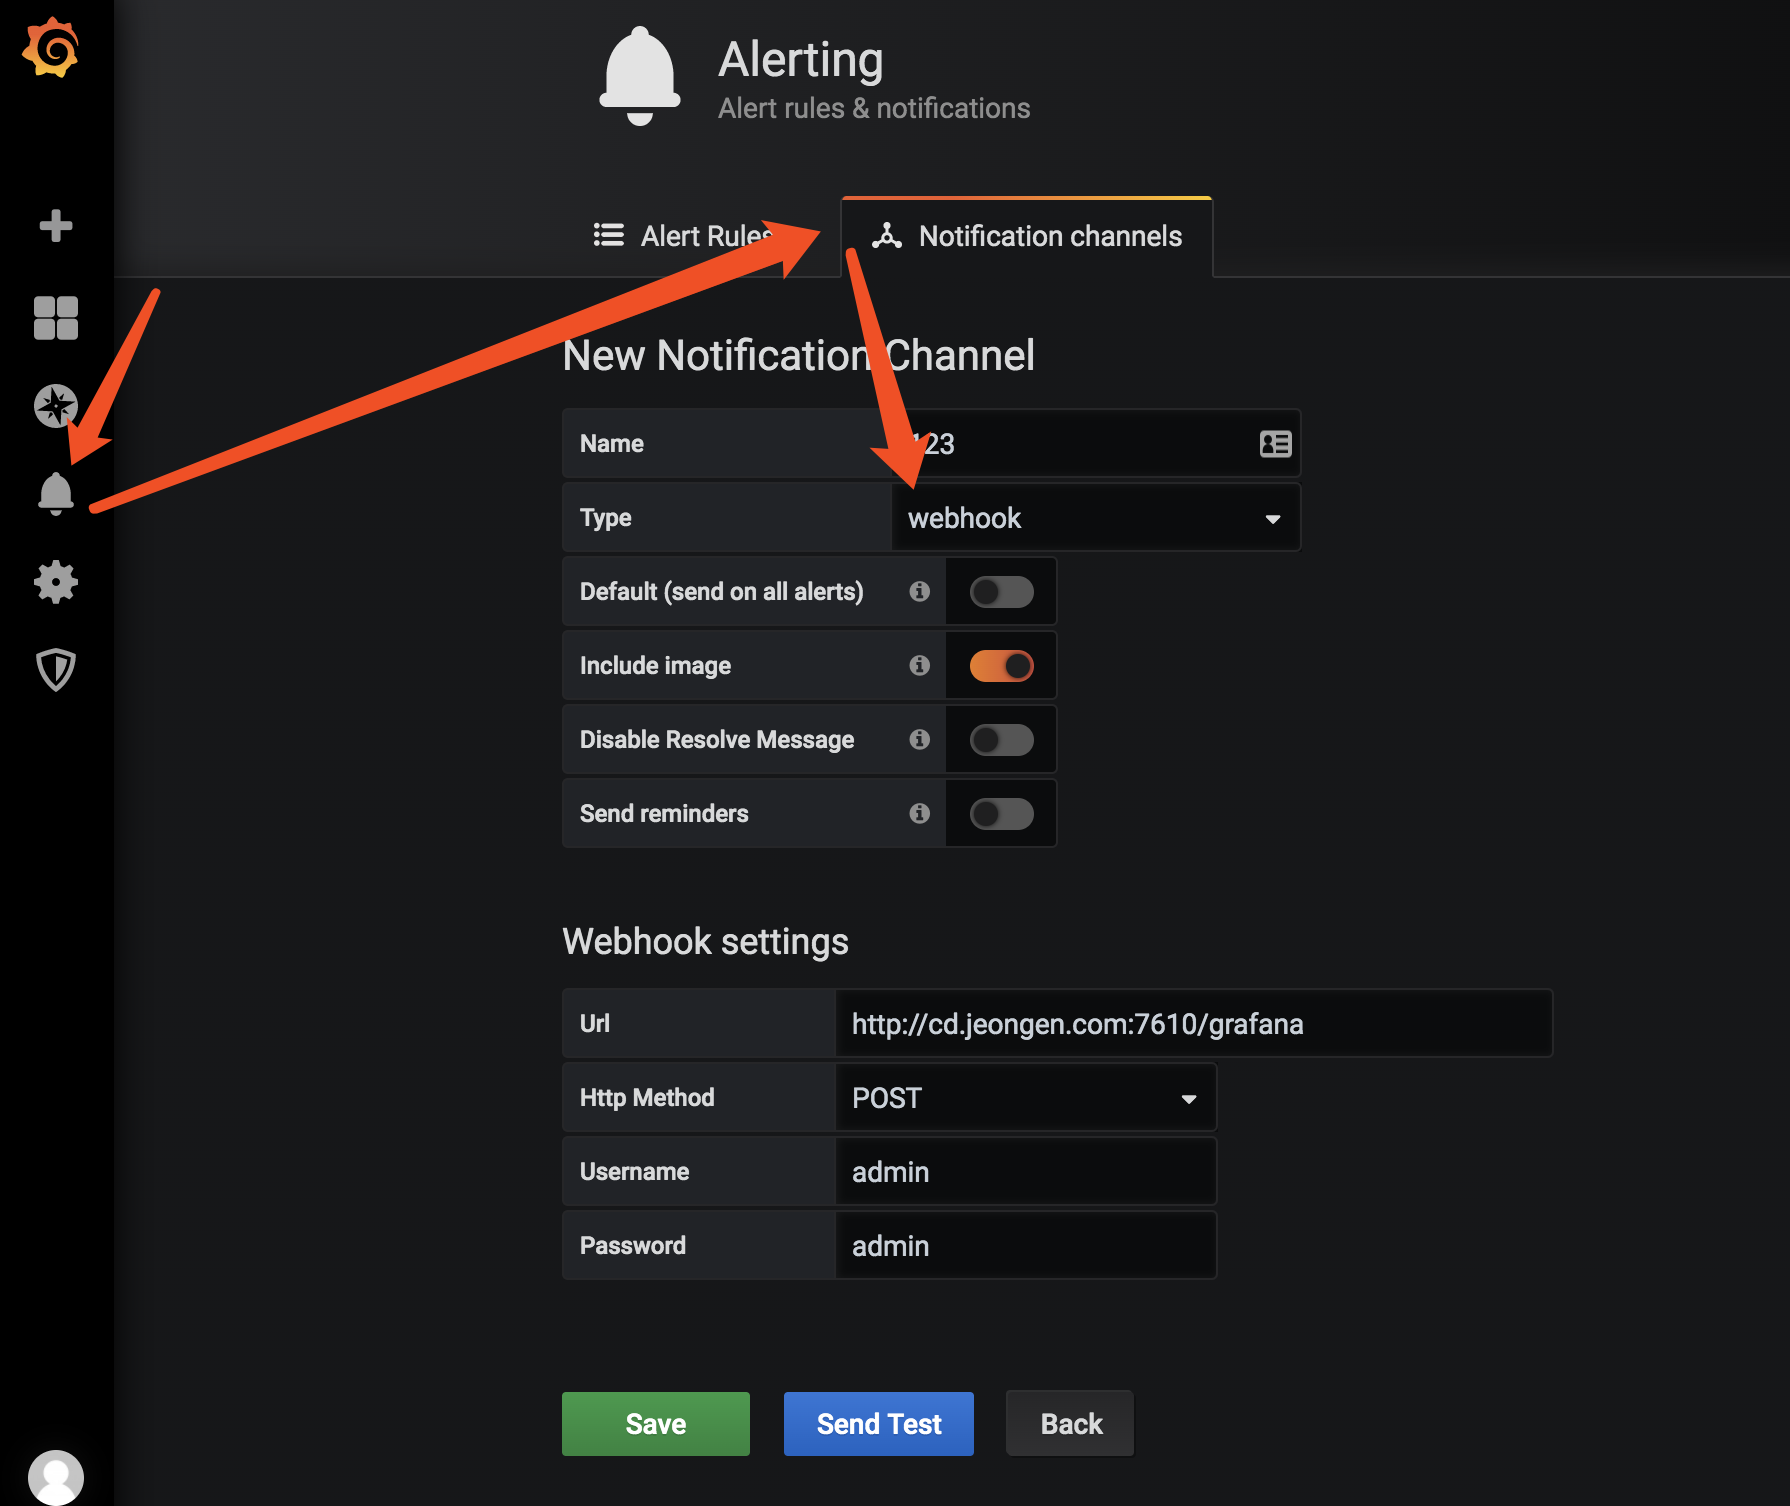 Alerting
Alert rules & notifications
Alert Rules
Notification channels
New Notification Channel
Name
123
Type
webhook
Default (send on all alerts)
Include image
Disable Resolve Message
Send reminders
Webhook settings
Url
http://cd.jeongen.com:7610/grafana
Http Method
POST
Username
admin
Password
admin
Save
Send Test
Back